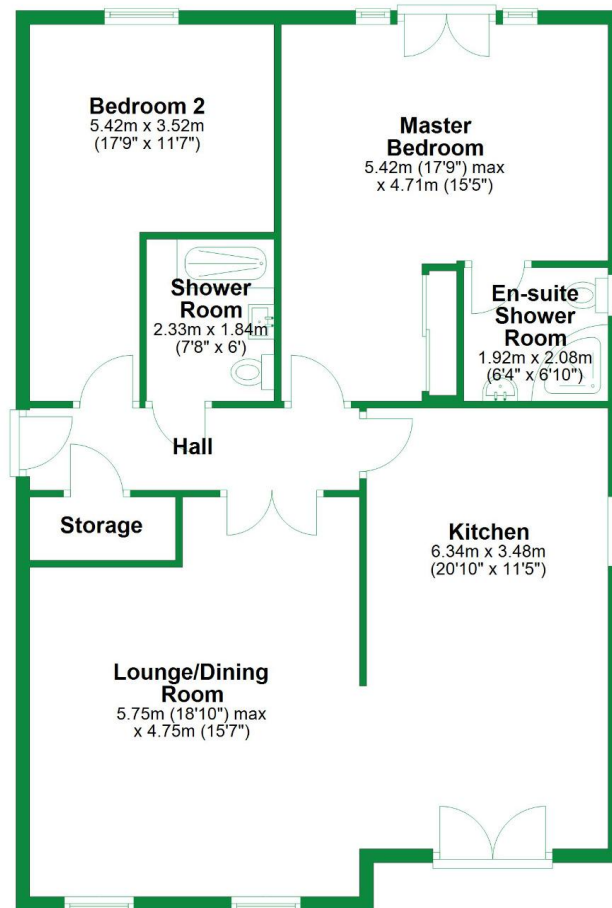 Bedroom 2
5.42m x 3.52m
(17'9" x 11'7")
Master
Bedroom
5.42m (17'9") max
x 4.71m (15'5")
Shower
Room
2.33m x 1.84m
(7'8" x 6')
En-suite
Shower
Room
1.92m x 2.08m
(6'4" x 6'10")
Hall
Storage
Kitchen
6.34m x 3.48m
(20'10" x 11'5")
Lounge/Dining
Room
5.75m (18'10") max
x 4.75m (15'7")